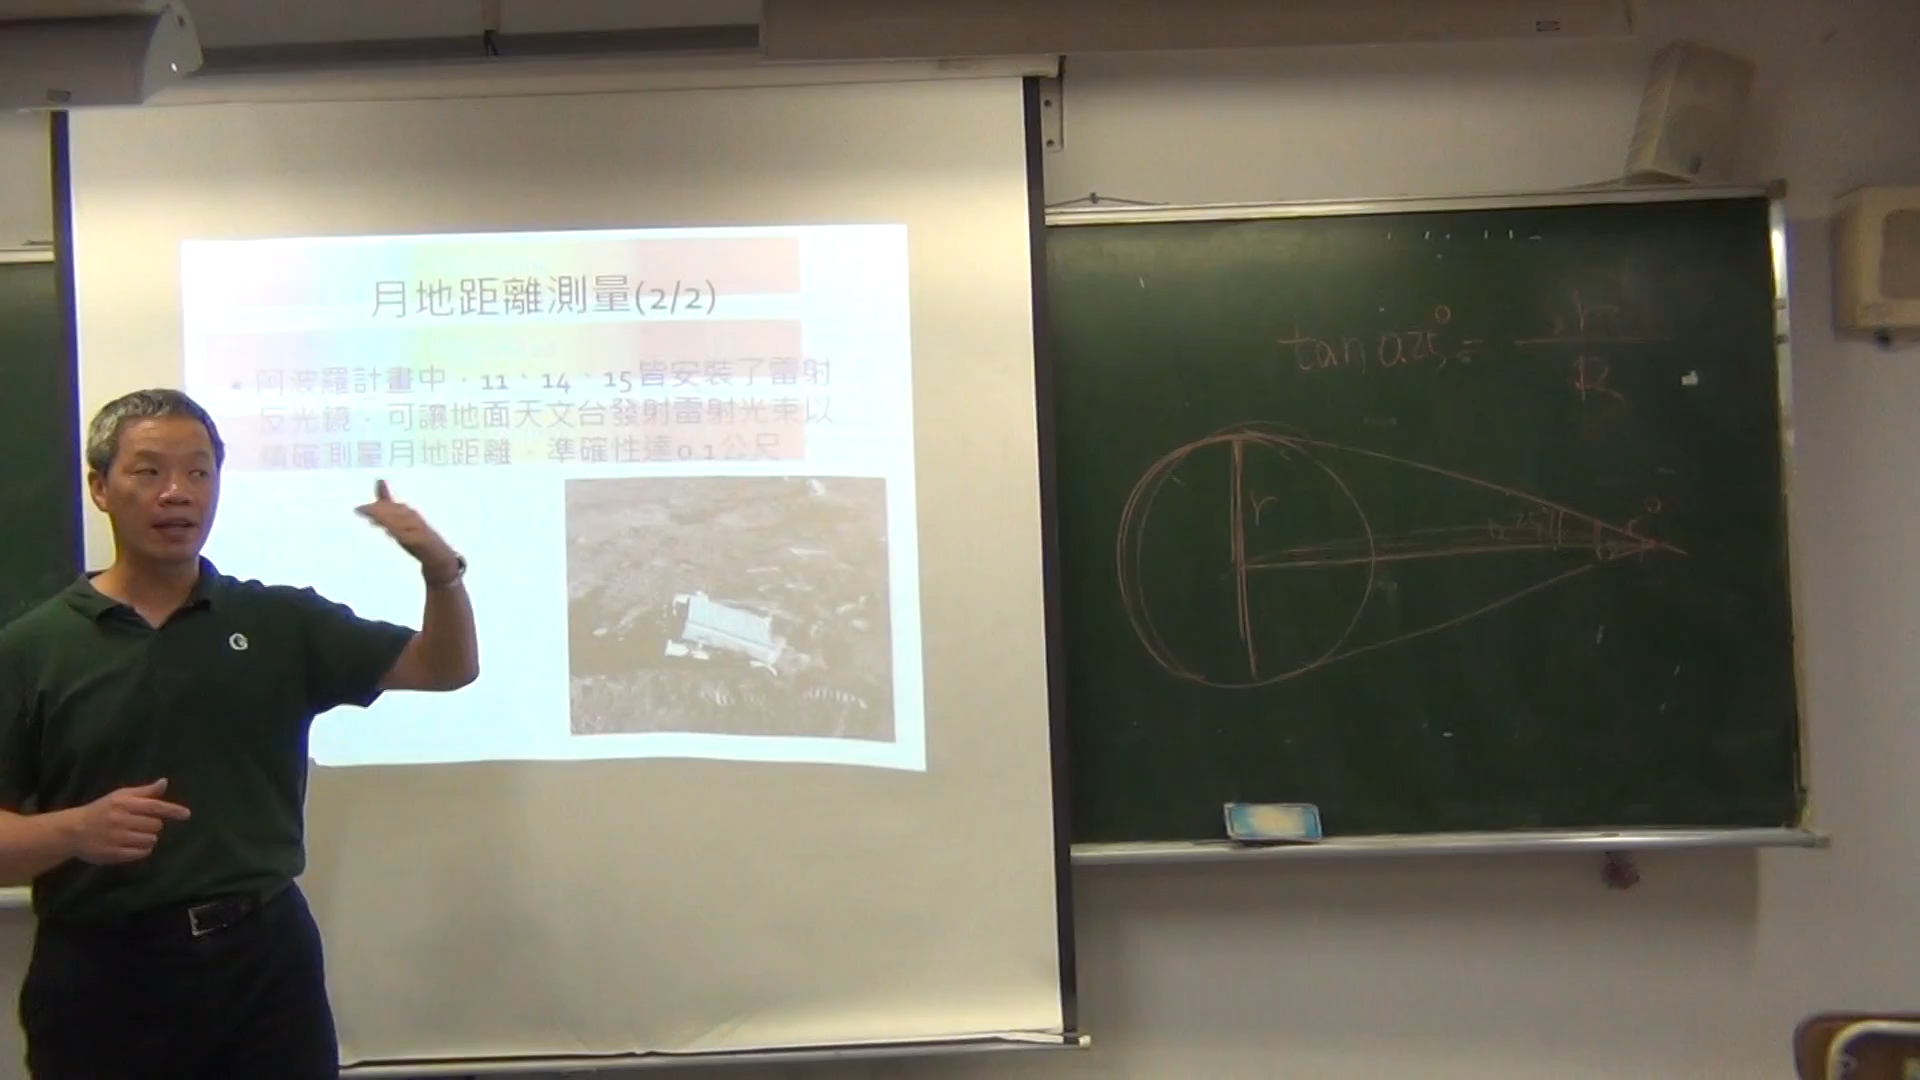 月地距離測量(2/2)
• 阿波羅計畫中，11、14、15皆安裝了雷射
反光鏡，可讓地面天文台發射雷射光束以
精確測量月地距離，準確性達0.1公尺
tan 0.25° = r/R
r
G